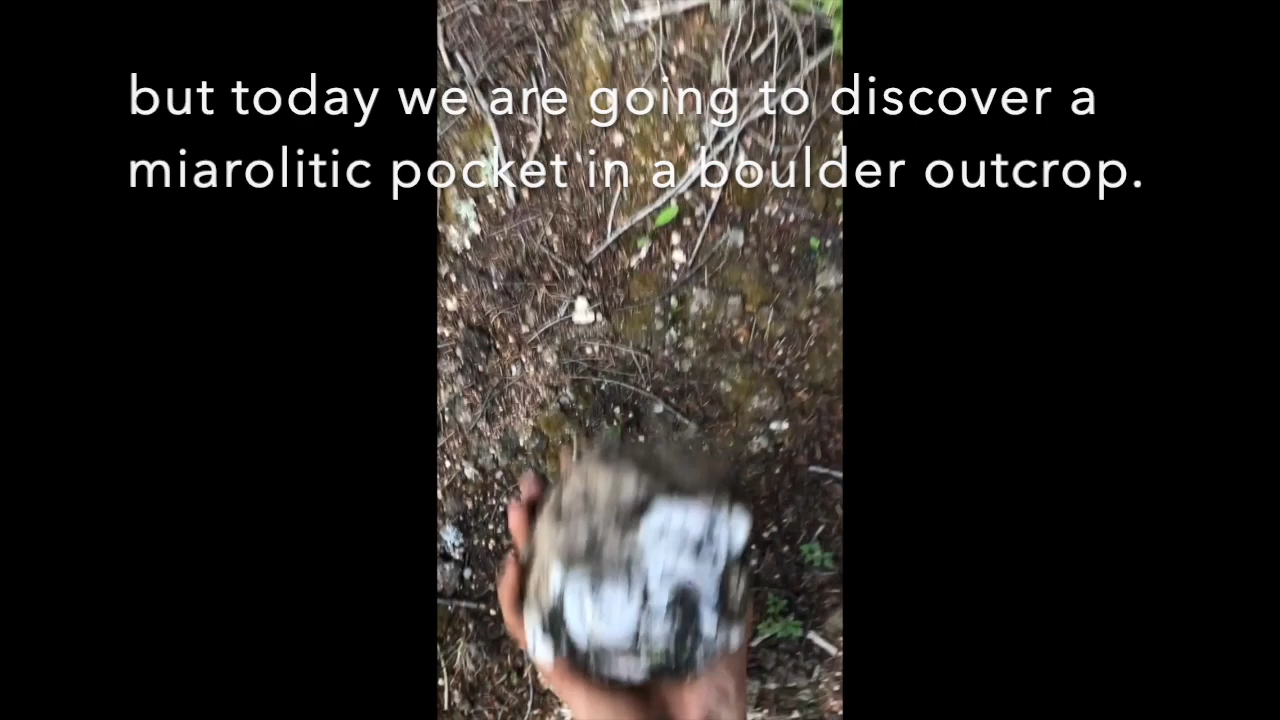 but today we are going to discover a
miarolitic pocket in a boulder outcrop.